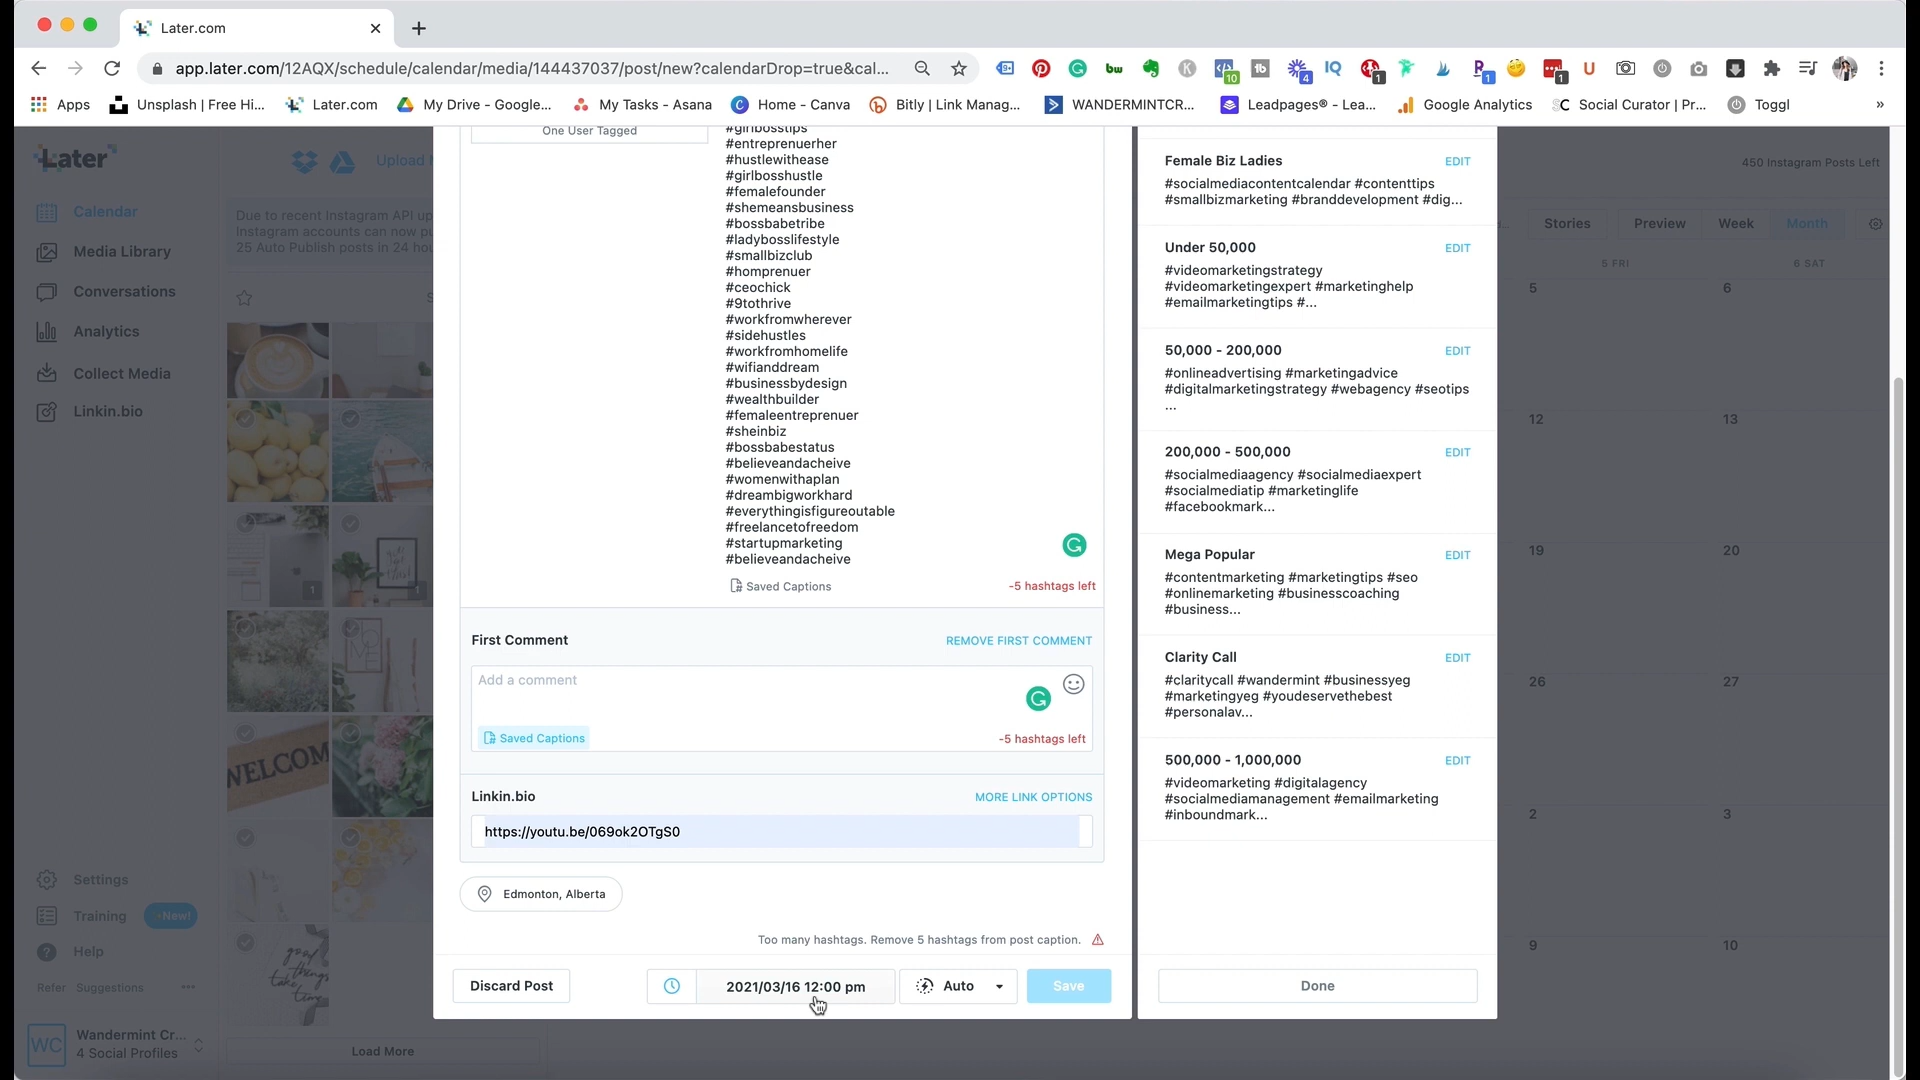 Later.com
app.later.com/12AQX/schedule/calendar/media/144437037/post/new?calendarDrop=true&cal...
Apps
Unsplash | Free Hi...
Later.com
My Drive - Google...
My Tasks - Asana
Home - Canva
Bitly | Link Manag...
WANDERMINTCR...
Leadpages® - Lea...
Google Analytics
Social Curator | Pr...
Toggl
Later
Upload
Calendar
Media Library
Conversations
Analytics
Collect Media
Linkin.bio
Due to recent Instagram API up
Instagram accounts can now pu
25 Auto Publish posts in 24 hou
Settings
Training
New!
Help
Refer
Suggestions
WC
Wandermint Cr...
4 Social Profiles
WELCOM
HOME
good
things
take
time
Load More
One User Tagged
#girlbosstips
#entreprenuerher
#hustlewithease
#girlbosshustle
#femalefounder
#shemeansbusiness
#bossbabetribe
#ladybosslifestyle
#smallbizclub
#homprenuer
#ceochick
#9tothrive
#workfromwherever
#sidehustles
#workfromhomelife
#wifianddream
#businessbydesign
#wealthbuilder
#femaleentreprenuer
#sheinbiz
#bossbabestatus
#believeandacheive
#womenwithaplan
#dreambigworkhard
#everythingisfigureoutable
#freelancetofreedom
#startupmarketing
#believeandacheive
Saved Captions
-5 hashtags left
First Comment
REMOVE FIRST COMMENT
Add a comment
Saved Captions
-5 hashtags left
Linkin.bio
MORE LINK OPTIONS
https://youtu.be/069ok2OTgS0
Edmonton, Alberta
Too many hashtags. Remove 5 hashtags from post caption.
Discard Post
2021/03/16 12:00 pm
Auto
Save
Female Biz Ladies
EDIT
#socialmediacontentcalendar #contenttips
#smallbizmarketing #branddevelopment #dig...
Under 50,000
EDIT
#videomarketingstrategy
#videomarketingexpert #marketinghelp
#emailmarketingtips #...
50,000 - 200,000
EDIT
#onlineadvertising #marketingadvice
#digitalmarketingstrategy #webagency #seotips
...
200,000 - 500,000
EDIT
#socialmediaagency #socialmediaexpert
#socialmediatip #marketinglife
#facebookmark...
Mega Popular
EDIT
#contentmarketing #marketingtips #seo
#onlinemarketing #businesscoaching
#business...
Clarity Call
EDIT
#claritycall #wandermint #businessyeg
#marketingyeg #youdeservethebest
#personalav...
500,000 - 1,000,000
EDIT
#videomarketing #digitalagency
#socialmediamanagement #emailmarketing
#inboundmark...
Done
450 Instagram Posts Left
Stories
Preview
Week
Month
5 FRI
6 SAT
5
6
12
13
19
20
26
27
2
3
9
10